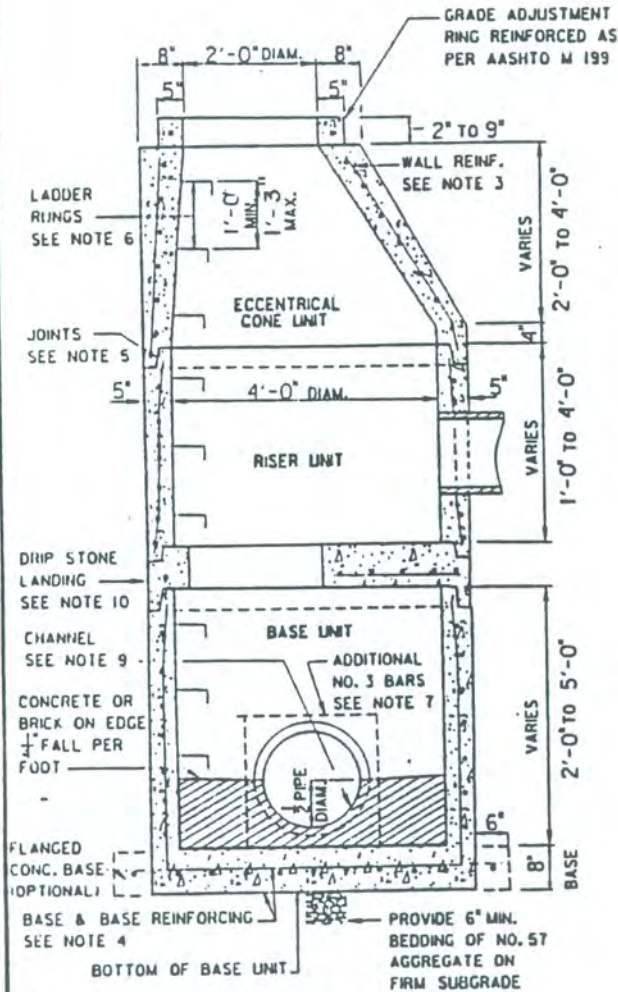 GRADE ADJUSTMENT
RING REINFORCED AS
PER AASHTO M 199
8"
2'-0" DIAM.
8"
5"
5"
2" TO 9"
WALL REINF.
SEE NOTE 3
LADDER
RUNGS
SEE NOTE 6
1'-0"
MIN.
1'-3"
MAX.
VARIES
2'-0" TO 4'-0"
ECCENTRICAL
CONE UNIT
JOINTS
SEE NOTE 5
4"
5"
4'-0" DIAM.
5"
RISER UNIT
VARIES
1'-0" TO 4'-0"
DRIP STONE
LANDING
SEE NOTE 10
BASE UNIT
CHANNEL
SEE NOTE 9
ADDITIONAL
NO. 3 BARS
SEE NOTE 7
CONCRETE OR
BRICK ON EDGE
1/4" FALL PER
FOOT
1/2 PIPE
DIAM.
VARIES
2'-0" TO 5'-0"
6"
8"
BASE
FLANGED
CONC. BASE
(OPTIONAL)
BASE & BASE REINFORCING
SEE NOTE 4
BOTTOM OF BASE UNIT
PROVIDE 6" MIN.
BEDDING OF NO. 57
AGGREGATE ON
FIRM SUBGRADE